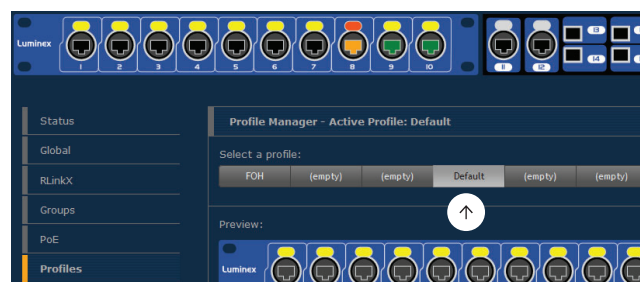 Luminex
1 2 3 4 5 6 7 8 9 10 11 12 13 14
Status
Global
RLinkX
Groups
PoE
Profiles
Profile Manager - Active Profile: Default
Select a profile:
FOH (empty) (empty) Default (empty) (empty)
Preview:
Luminex